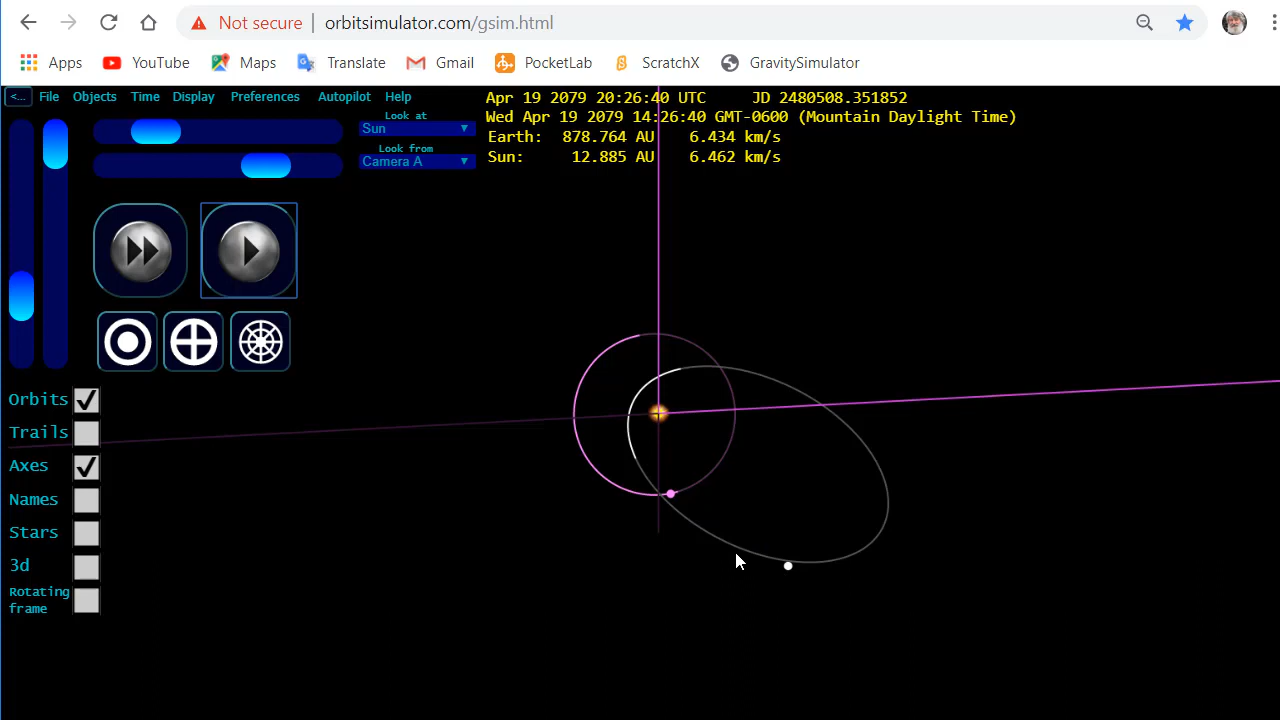 Not secure | orbitsimulator.com/gsim.html
Apps YouTube Maps Translate Gmail PocketLab ScratchX GravitySimulator
<... File Objects Time Display Preferences Autopilot Help
Apr 19 2079 20:26:40 UTC JD 2480508.351852
Wed Apr 19 2079 14:26:40 GMT-0600 (Mountain Daylight Time)
Earth: 878.764 AU 6.434 km/s
Sun: 12.885 AU 6.462 km/s
Look at
Sun
Look from
Camera A
Orbits
Trails
Axes
Names
Stars
3d
Rotating
frame